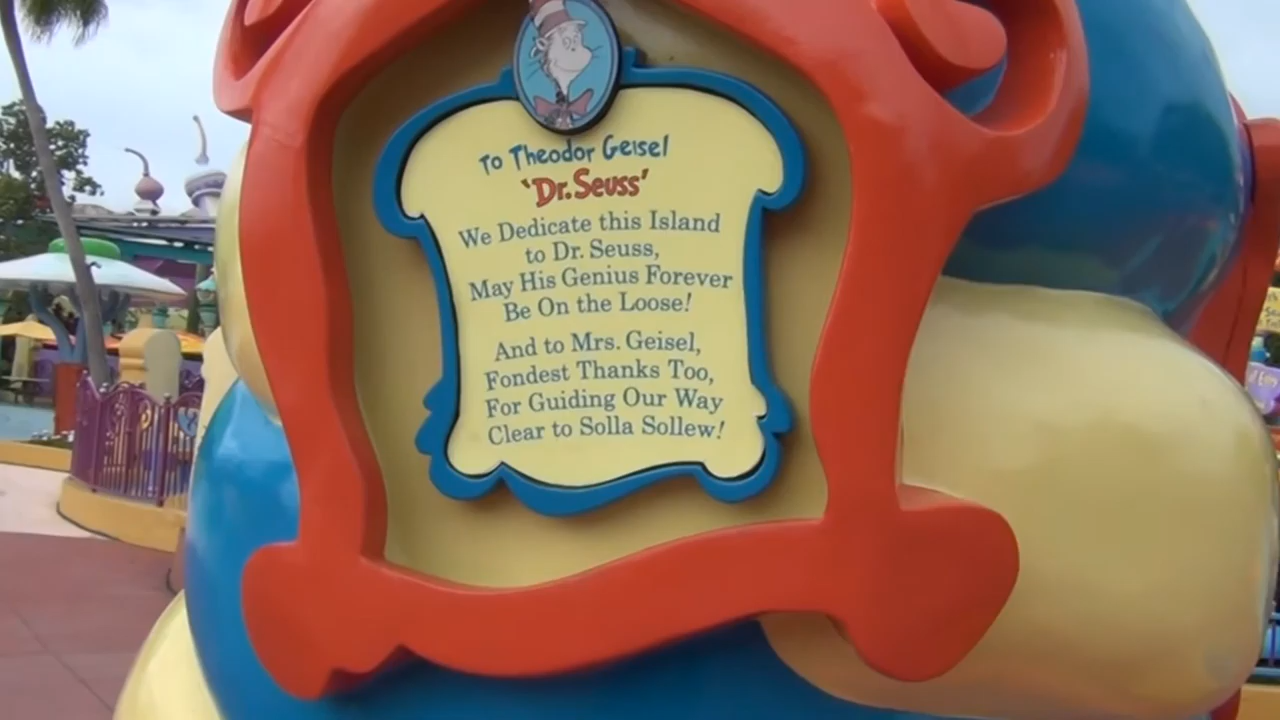 To Theodor Geisel
'Dr. Seuss'
We Dedicate this Island
to Dr. Seuss,
May His Genius Forever
Be On the Loose!
And to Mrs. Geisel,
Fondest Thanks Too,
For Guiding Our Way
Clear to Solla Sollew!